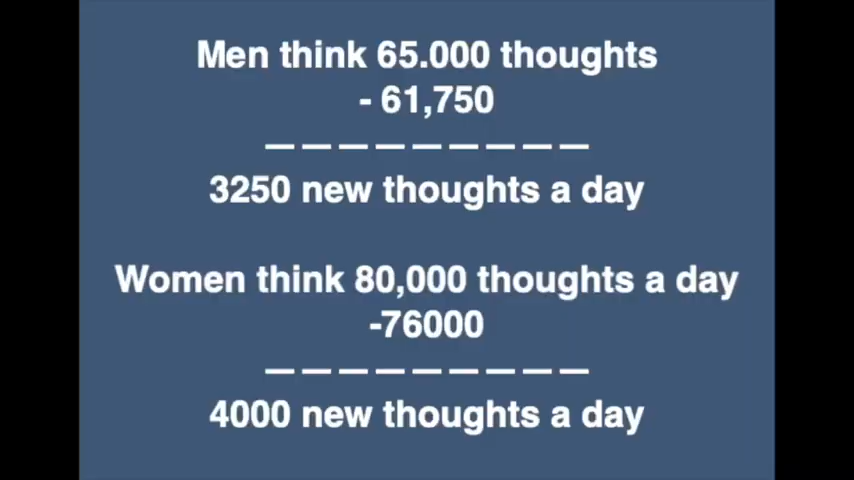 Men think 65.000 thoughts
- 61,750
_ _ _ _ _ _ _ _ _
3250 new thoughts a day
Women think 80,000 thoughts a day
-76000
_ _ _ _ _ _ _ _ _
4000 new thoughts a day